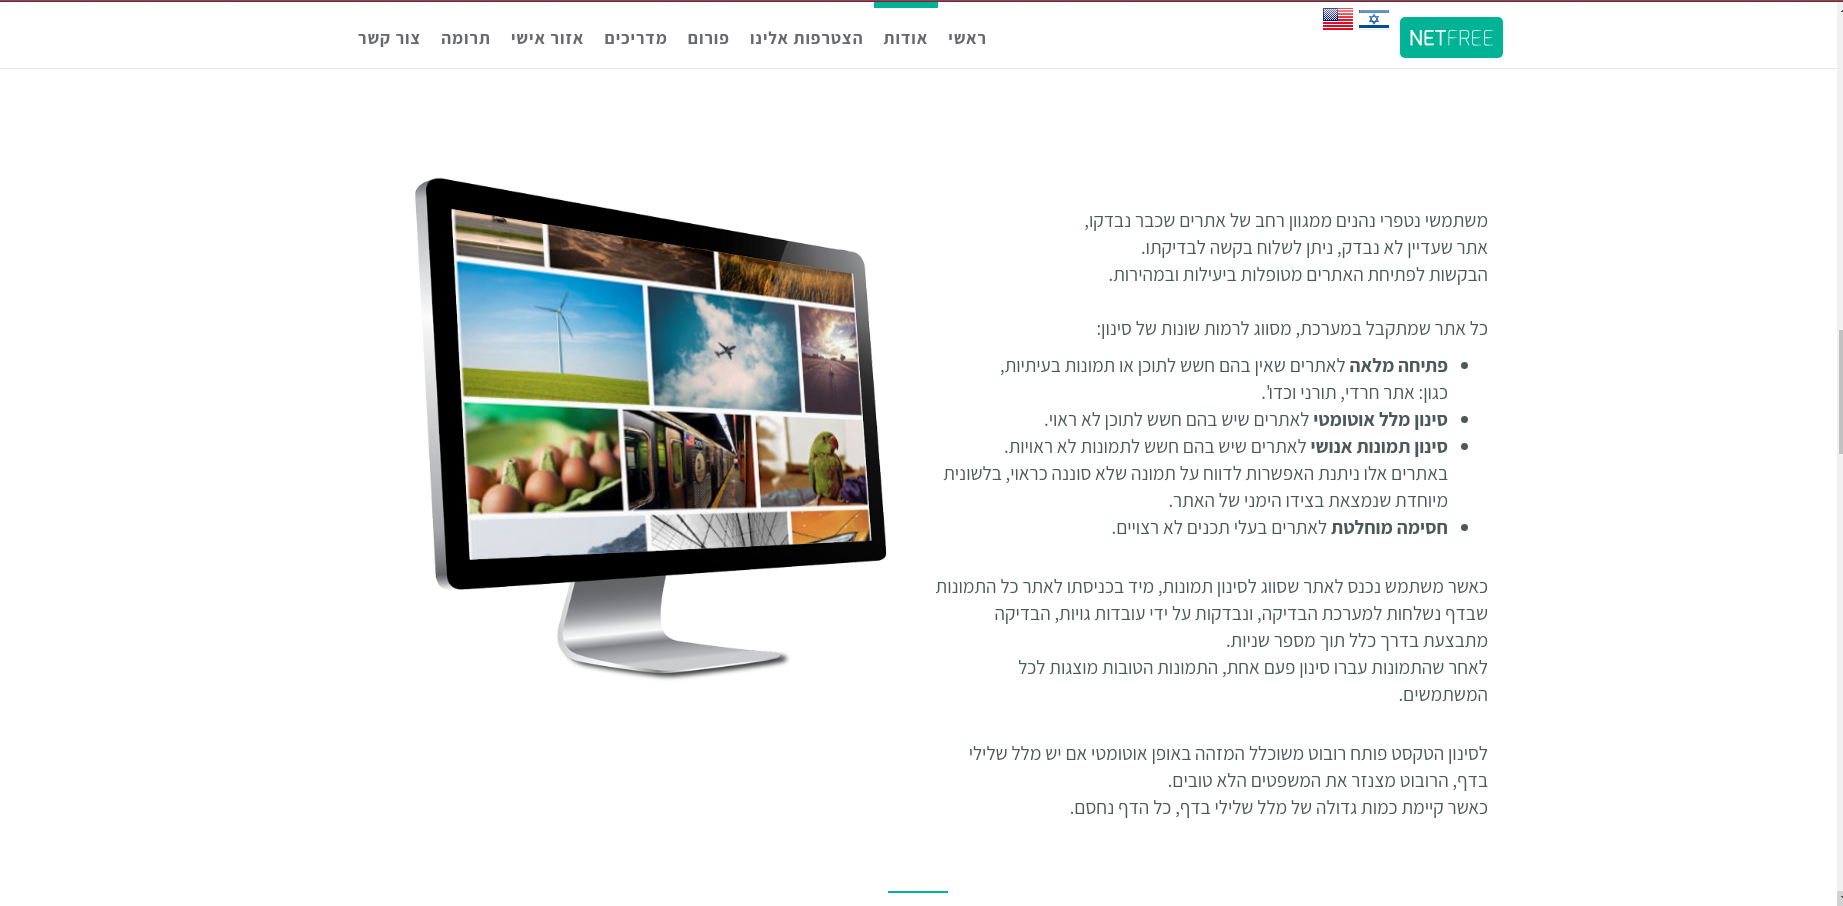 NETFREE
ראשי אודות הצטרפות אלינו פורום מדריכים אזור אישי תרומה צור קשר
משתמשי נטפרי נהנים ממגוון רחב של אתרים שכבר נבדקו,
אתר שעדיין לא נבדק, ניתן לשלוח בקשה לבדיקתו.
הבקשות לפתיחת האתרים מטופלות ביעילות ובמהירות.
כל אתר שמתקבל במערכת, מסווג לרמות שונות של סינון:
• פתיחה מלאה לאתרים שאין בהם חשש לתוכן או תמונות בעיתיות,
כגון: אתר חרדי, תורני וכדו'.
• סינון מלל אוטומטי לאתרים שיש בהם חשש לתוכן לא ראוי.
• סינון תמונות אנושי לאתרים שיש בהם חשש לתמונות לא ראויות.
באתרים אלו ניתנת האפשרות לדווח על תמונה שלא סוננה כראוי, בלשונית
מיוחדת שנמצאת בצידו הימני של האתר.
• חסימה מוחלטת לאתרים בעלי תכנים לא רצויים.
כאשר משתמש נכנס לאתר שסווג לסינון תמונות, מיד בכניסתו לאתר כל התמונות
שבדף נשלחות למערכת הבדיקה, ונבדקות על ידי עובדות גויות, הבדיקה
מתבצעת בדרך כלל תוך מספר שניות.
לאחר שהתמונות עברו סינון פעם אחת, התמונות הטובות מוצגות לכל
המשתמשים.
לסינון הטקסט פותח רובוט משוכלל המזהה באופן אוטומטי אם יש מלל שלילי
בדף, הרובוט מצנזר את המשפטים הלא טובים.
כאשר קיימת כמות גדולה של מלל שלילי בדף, כל הדף נחסם.